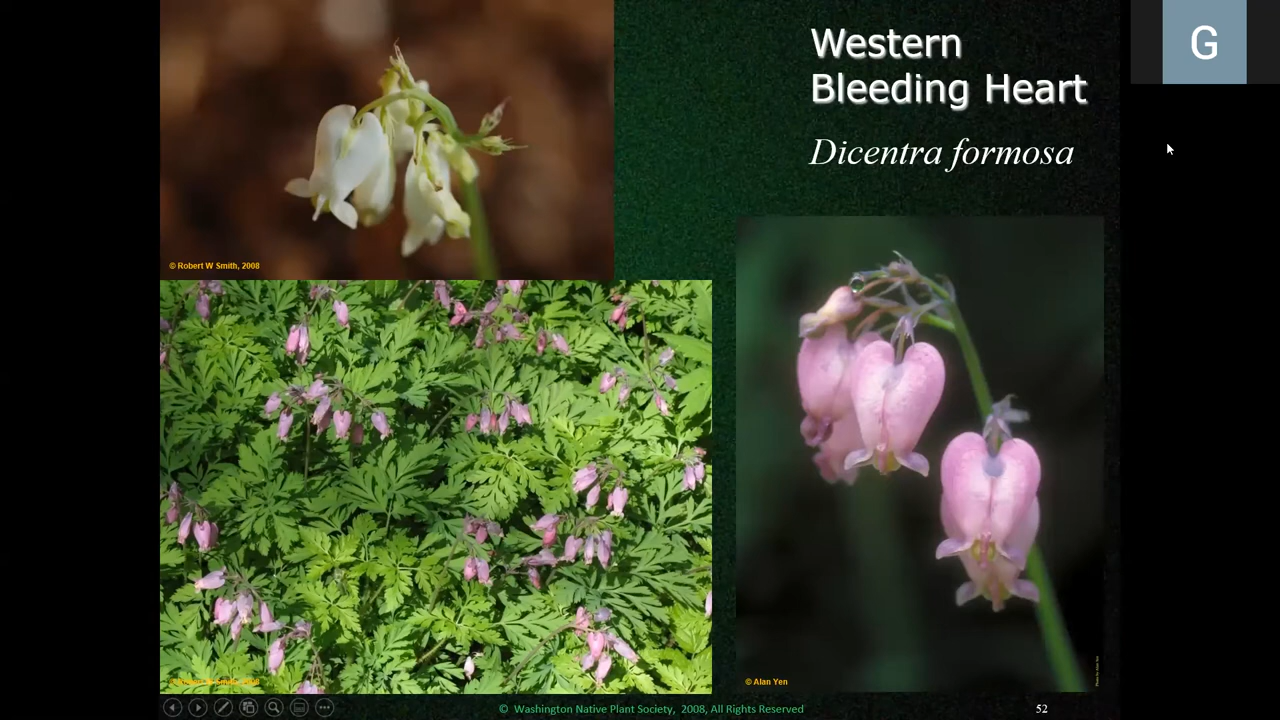 Western
Bleeding Heart
G
Dicentra formosa
© Robert W Smith, 2008
© Alan Yen
© Washington Native Plant Society, 2008, All Rights Reserved
52